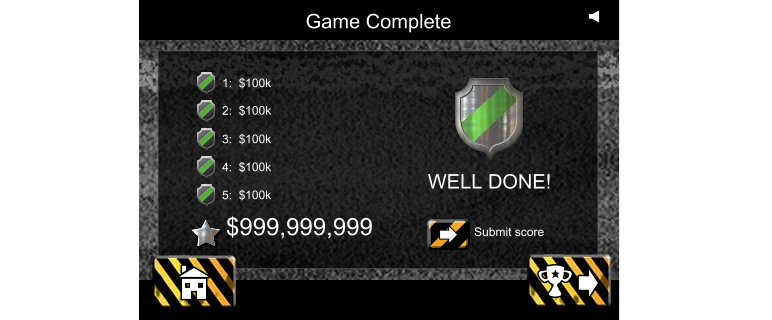 Game Complete
1: $100k
2: $100k
3: $100k
4: $100k
5: $100k
$999,999,999
WELL DONE!
Submit score